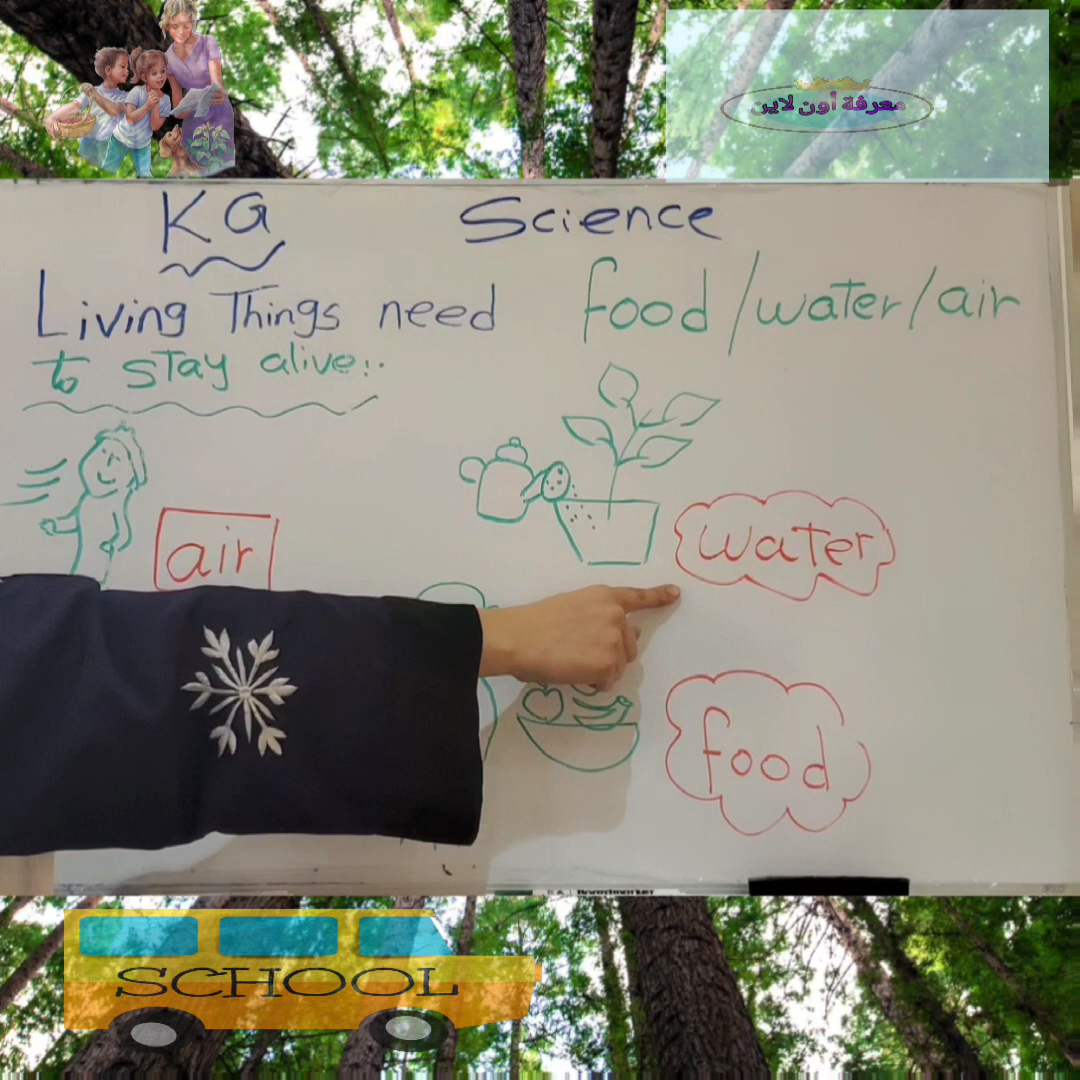 معرفة أون لاين
KG Science
Living Things need food/water/air
to stay alive:.
air
water
food
SCHOOL